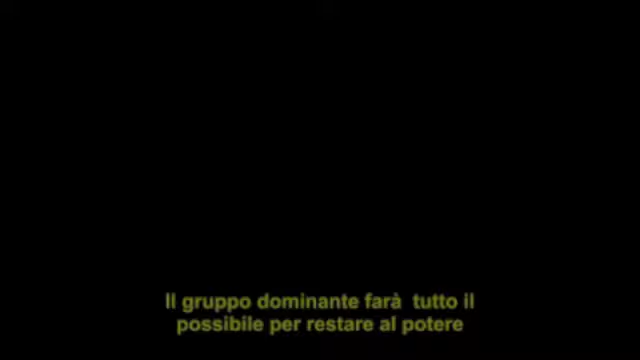 Il gruppo dominante farà  tutto il
possibile per restare al potere